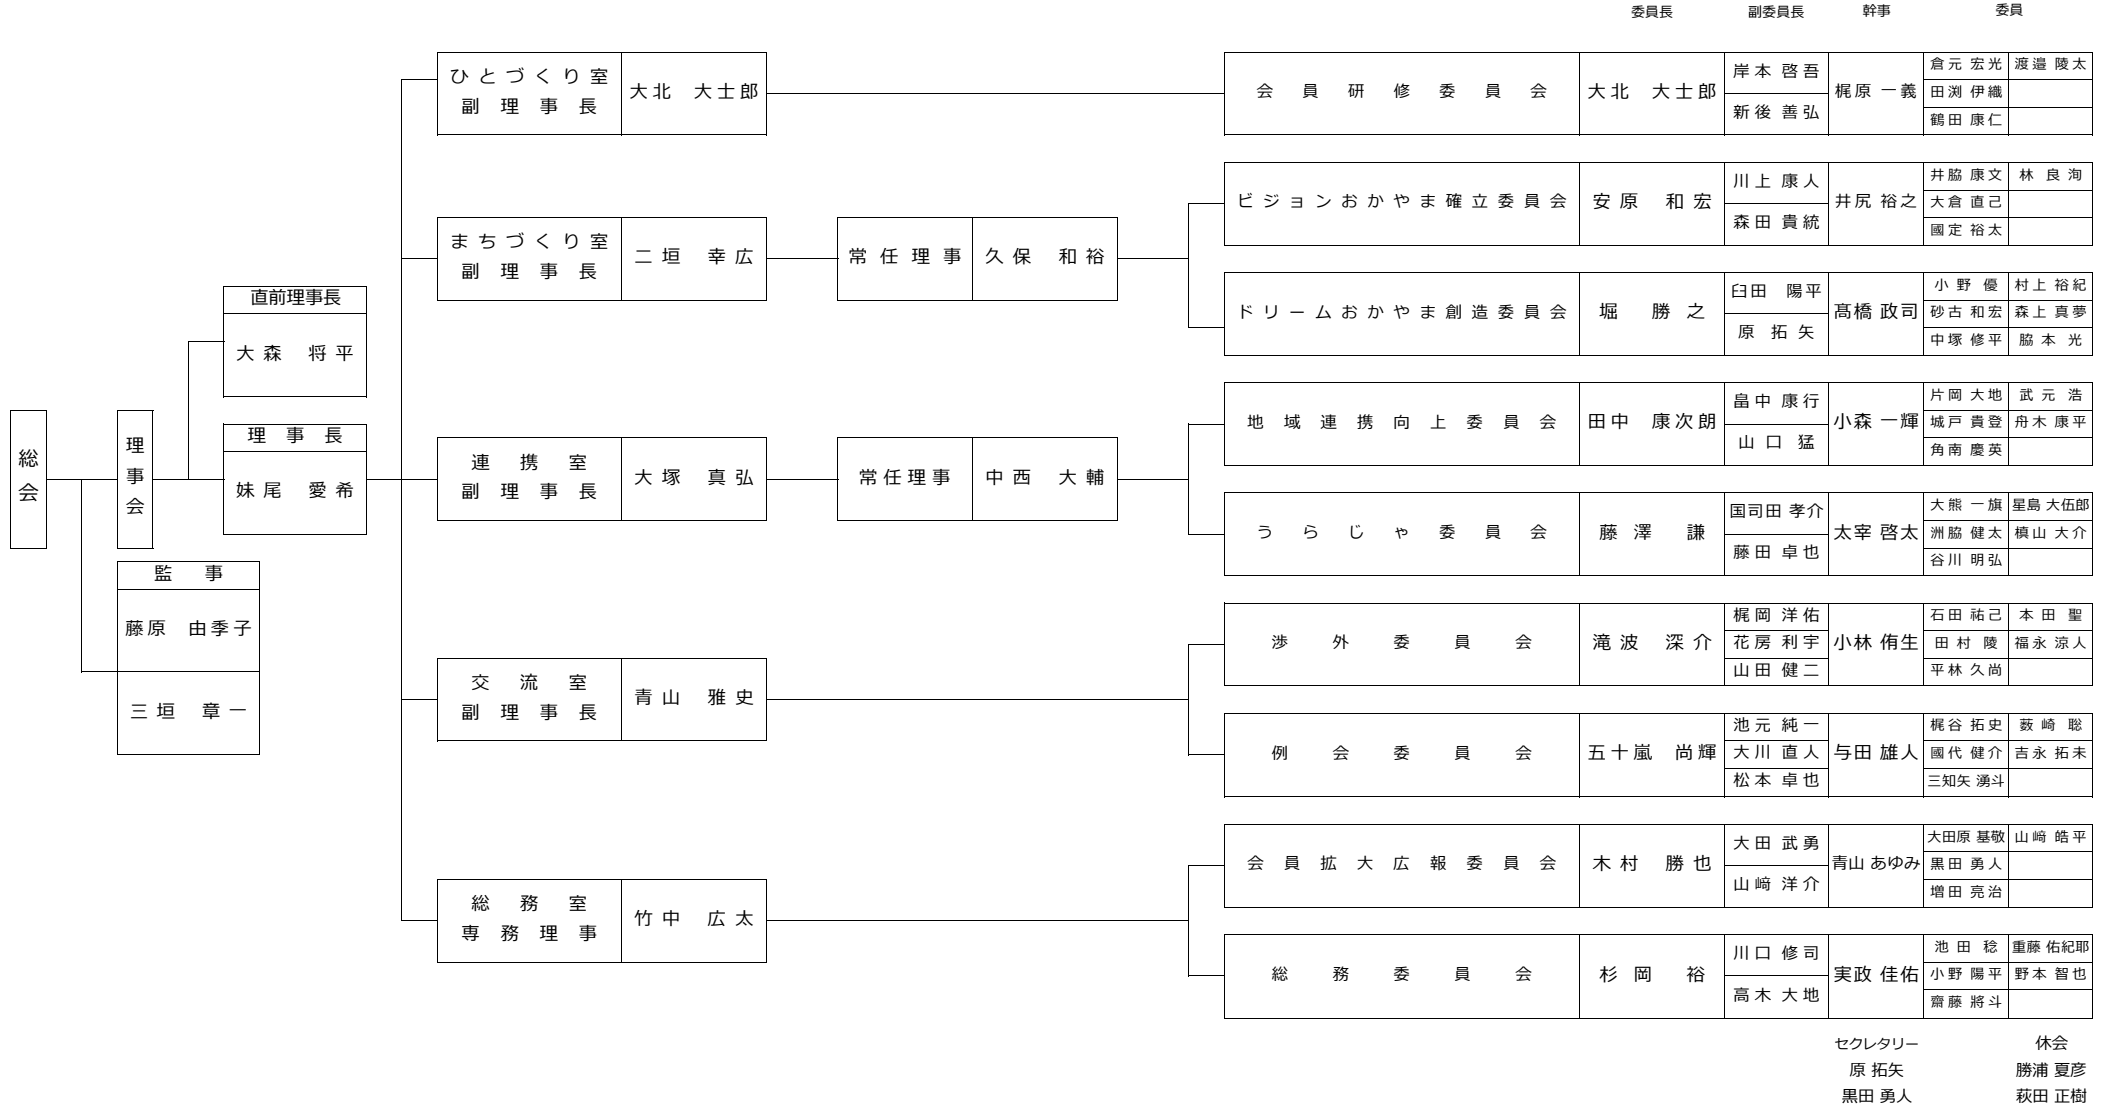 委員長 副委員長 幹事 委員
総会
理事会
監事
藤原 由季子
三垣 章一
直前理事長
大森 将平
理事長
妹尾 愛希
ひとづくり室
副理事長
大北 大士郎
まちづくり室
副理事長
二垣 幸広
常任理事
久保 和裕
連携室
副理事長
大塚 真弘
常任理事
中西 大輔
交流室
副理事長
青山 雅史
総務室
専務理事
竹中 広太
会員研修委員会
大北 大士郎
岸本 啓吾
新後 善弘
梶原 一義
倉元 宏光 渡邉 陵太
田渕 伊織
鶴田 康仁
ビジョンおかやま確立委員会
安原 和宏
川上 康人
森田 貴統
井尻 裕之
井脇 康文 林 良洵
大倉 直己
國定 裕太
ドリームおかやま創造委員会
堀 勝之
臼田 陽平
原 拓矢
髙橋 政司
小野 優 村上 裕紀
砂古 和宏 森上 真夢
中塚 修平 脇本 光
地域連携向上委員会
田中 康次朗
畠中 康行
山口 猛
小森 一輝
片岡 大地 武元 浩
城戸 貴登 舟木 康平
角南 慶英
うらじゃ委員会
藤澤 謙
国司田 孝介
藤田 卓也
太宰 啓太
大熊 一旗 星島 大伍郎
洲脇 健太 槙山 大介
谷川 明弘
渉外委員会
滝波 深介
梶岡 洋佑
花房 利宇
山田 健二
小林 侑生
石田 祐己 本田 聖
田村 陵 福永 涼人
平林 久尚
例会委員会
五十嵐 尚輝
池元 純一
大川 直人
松本 卓也
与田 雄人
梶谷 拓史 薮崎 聡
國代 健介 吉永 拓未
三知矢 湧斗
会員拡大広報委員会
木村 勝也
大田 武勇
山﨑 洋介
青山 あゆみ
大田原 基敬 山﨑 皓平
黒田 勇人
増田 亮治
総務委員会
杉岡 裕
川口 修司
高木 大地
実政 佳佑
池田 稔 重藤 佑紀耶
小野 陽平 野本 智也
齋藤 將斗
セクレタリー
原 拓矢
黒田 勇人
休会
勝浦 夏彦
萩田 正樹